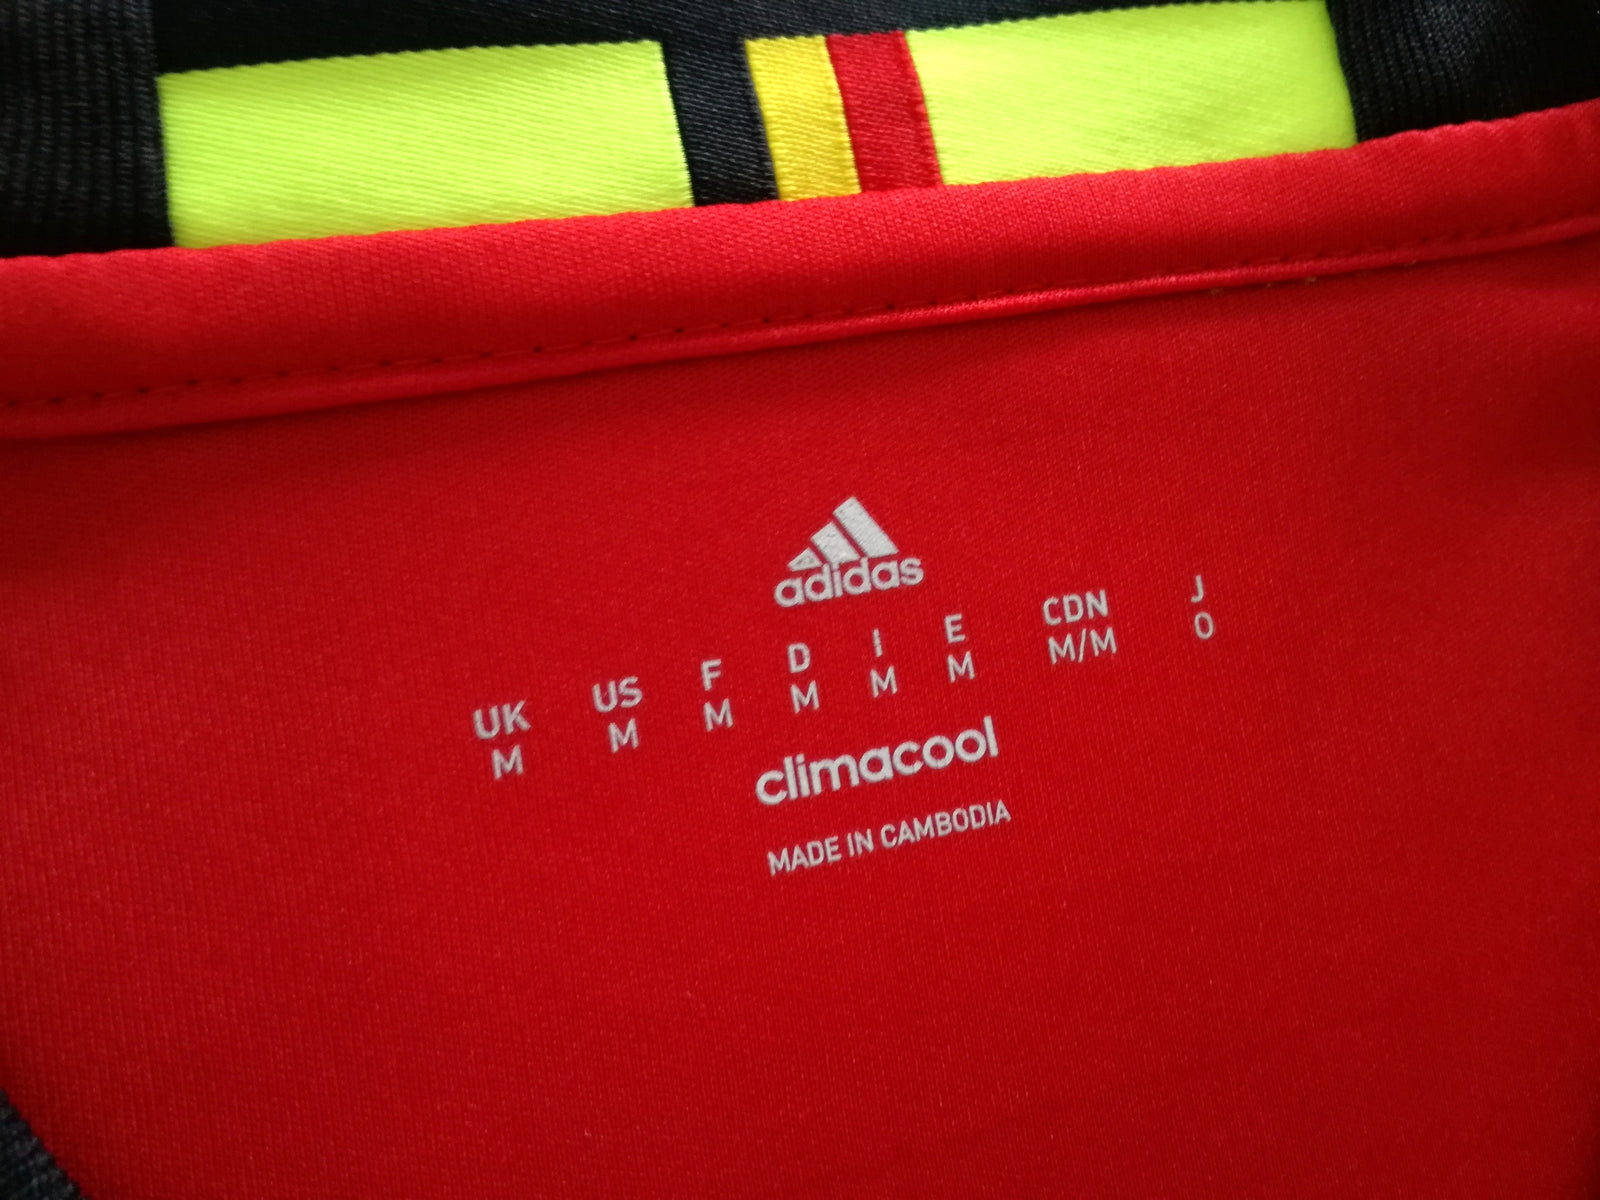 adidas
UK US F D I E CDN J
M M M M M M M/M O
climacool
MADE IN CAMBODIA